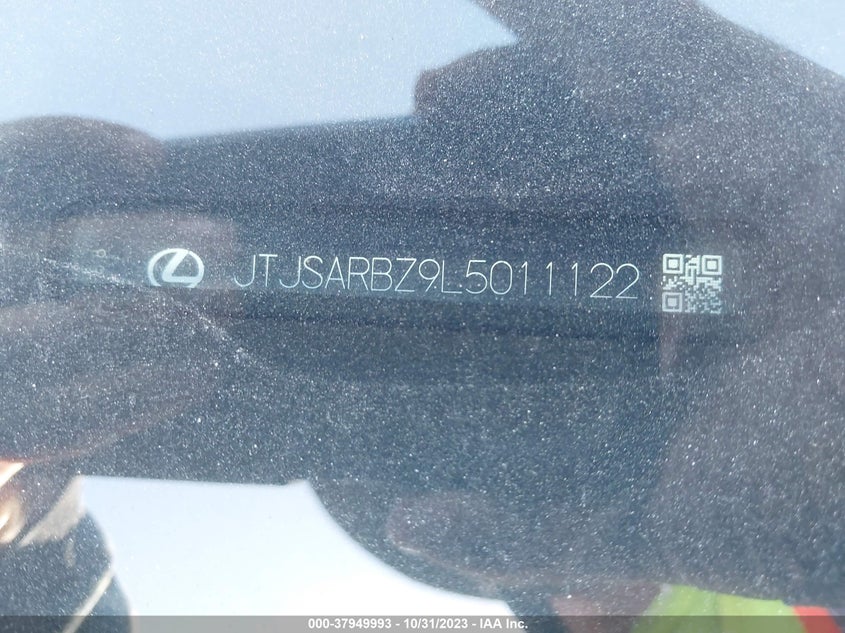 JTJSARBZ9L5011122
000-37949993 - 10/31/2023 - IAA Inc.